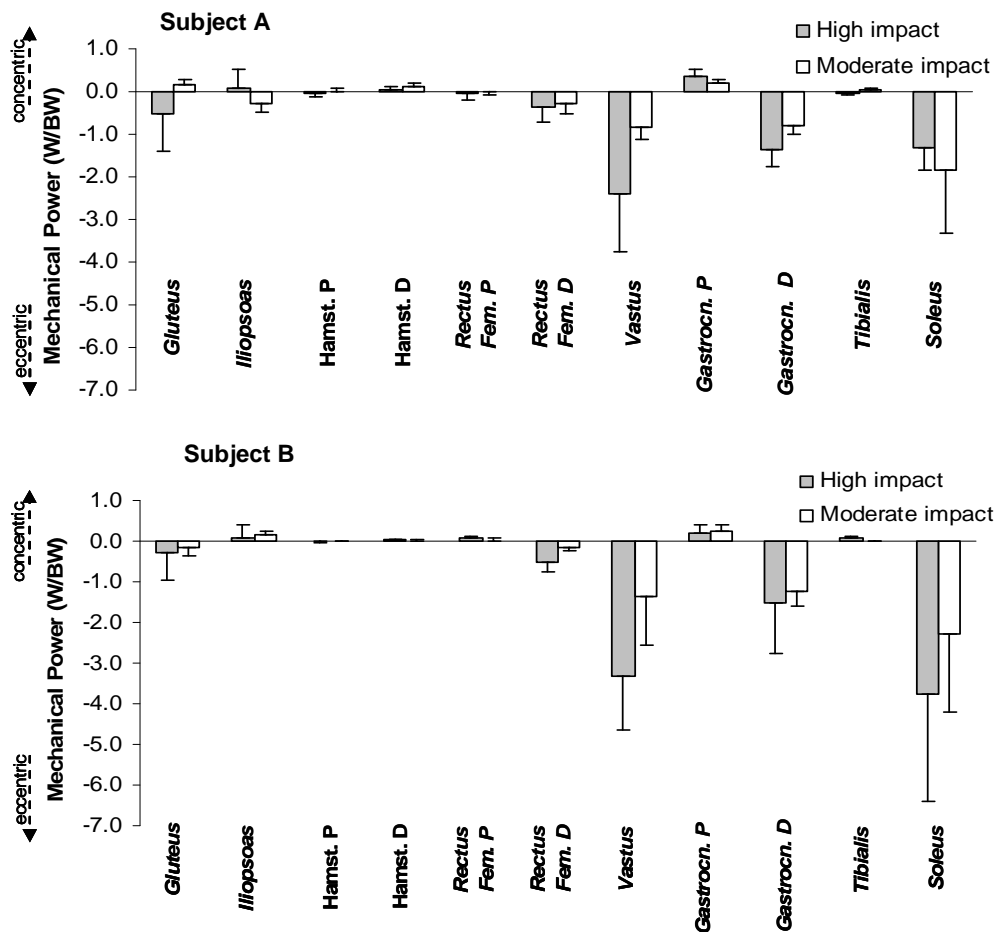 Subject A
High impact
Moderate impact
concentric
eccentric
Mechanical Power (W/BW)
1.0
0.0
-1.0
-2.0
-3.0
-4.0
-5.0
-6.0
-7.0
Gluteus
Iliopsoas
Hamst. P
Hamst. D
Rectus
Fem. P
Rectus
Fem. D
Vastus
Gastrocn. P
Gastrocn. D
Tibialis
Soleus
Subject B
High impact
Moderate impact
concentric
eccentric
Mechanical Power (W/BW)
1.0
0.0
-1.0
-2.0
-3.0
-4.0
-5.0
-6.0
-7.0
Gluteus
Iliopsoas
Hamst. P
Hamst. D
Rectus
Fem. P
Rectus
Fem. D
Vastus
Gastrocn. P
Gastrocn. D
Tibialis
Soleus